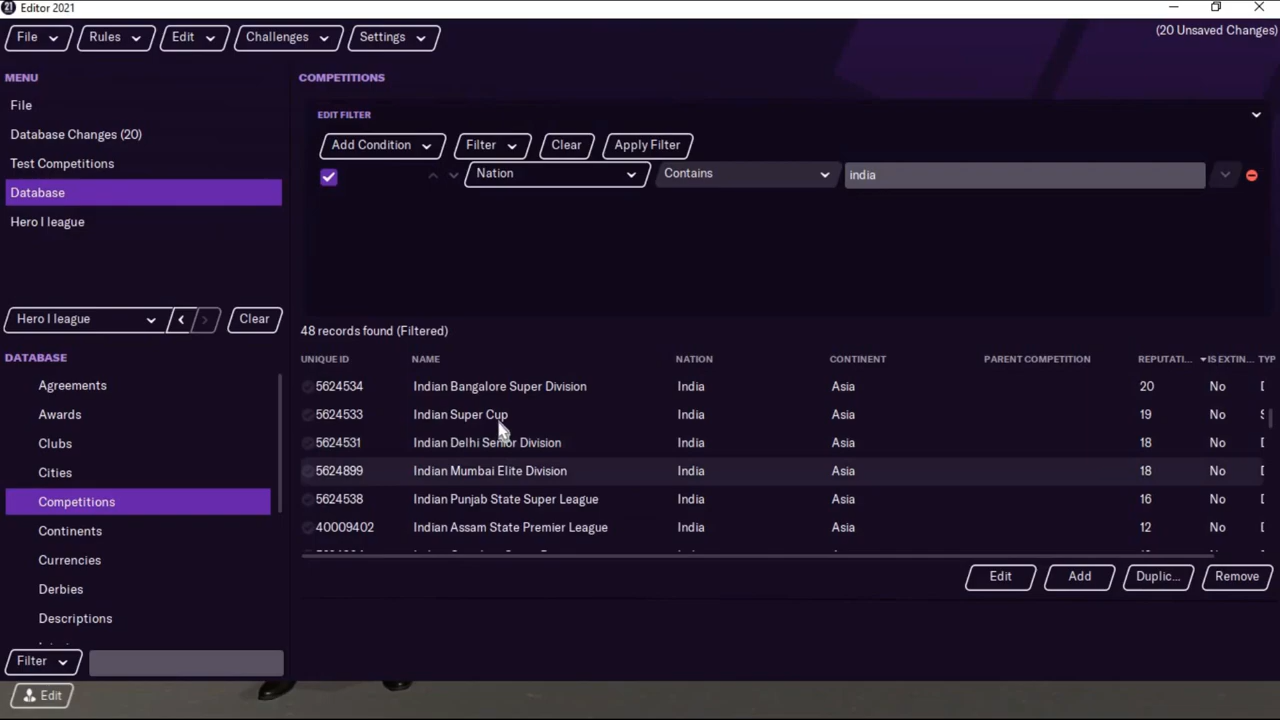 21 Editor 2021
File Rules Edit Challenges Settings (20 Unsaved Changes)
MENU
File
Database Changes (20)
Test Competitions
Database
Hero I league
Hero I league Clear
DATABASE
Agreements
Awards
Clubs
Cities
Competitions
Continents
Currencies
Derbies
Descriptions
Filter
Edit
COMPETITIONS
EDIT FILTER
Add Condition Filter Clear Apply Filter
Nation Contains india
48 records found (Filtered)
UNIQUE ID NAME NATION CONTINENT PARENT COMPETITION REPUTATI... IS EXTIN... TYP
5624534 Indian Bangalore Super Division India Asia 20 No
5624533 Indian Super Cup India Asia 19 No S
5624531 Indian Delhi Senior Division India Asia 18 No
5624899 Indian Mumbai Elite Division India Asia 18 No
5624538 Indian Punjab State Super League India Asia 16 No
40009402 Indian Assam State Premier League India Asia 12 No
Edit Add Duplic... Remove